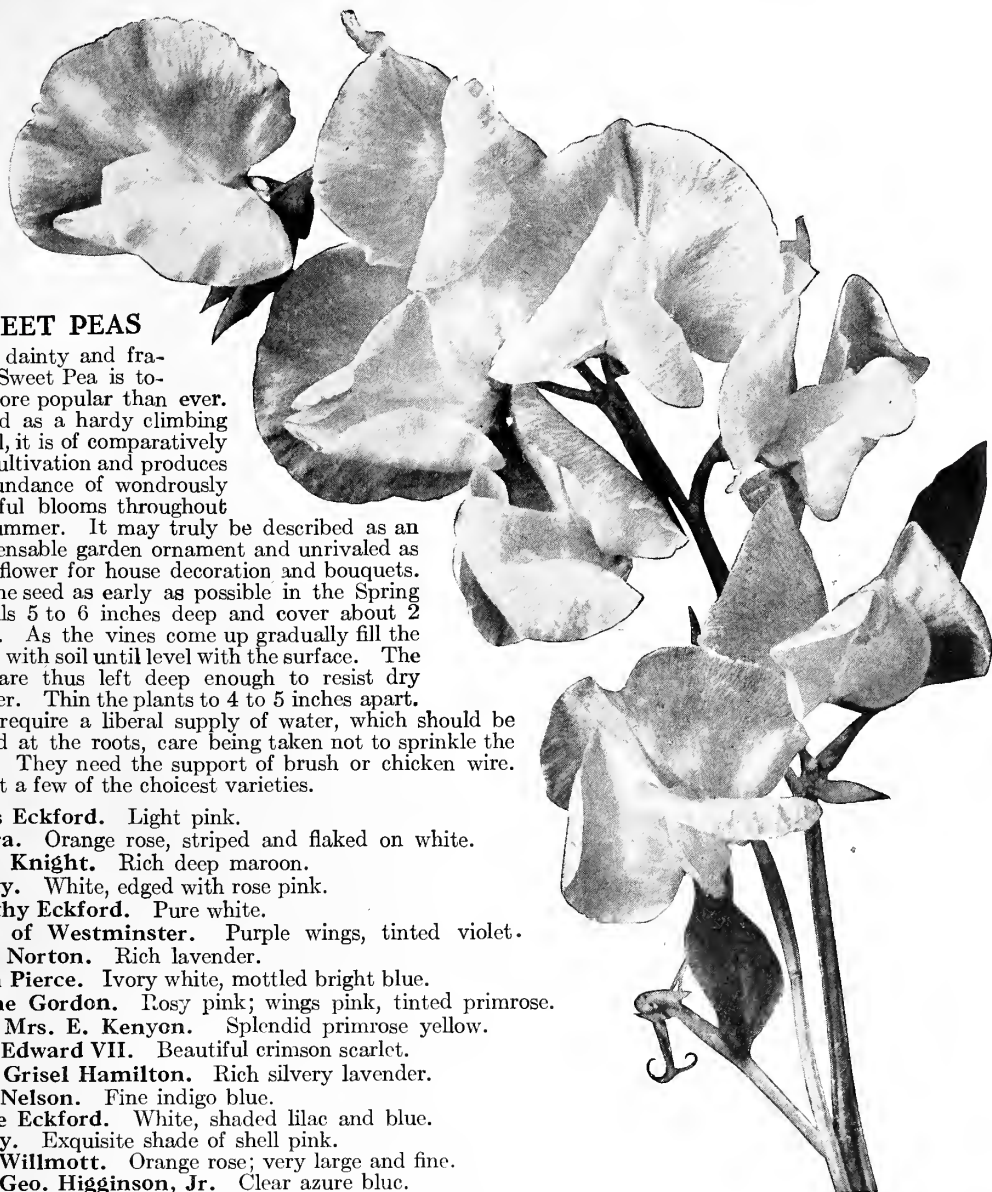 EET PEAS
dainty and fra-
Sweet Pea is to-
ore popular than ever.
d as a hardy climbing
l, it is of comparatively
ultivation and produces
undance of wondrously
ful blooms throughout
ummer. It may truly be described as an
ensable garden ornament and unrivaled as
flower for house decoration and bouquets.
he seed as early as possible in the Spring
ls 5 to 6 inches deep and cover about 2
. As the vines come up gradually fill the
with soil until level with the surface. The
are thus left deep enough to resist dry
er. Thin the plants to 4 to 5 inches apart.
require a liberal supply of water, which should be
d at the roots, care being taken not to sprinkle the
They need the support of brush or chicken wire.
t a few of the choicest varieties.
s Eckford. Light pink.
ra. Orange rose, striped and flaked on white.
Knight. Rich deep maroon.
y. White, edged with rose pink.
thy Eckford. Pure white.
of Westminster. Purple wings, tinted violet.
Norton. Rich lavender.
Pierce. Ivory white, mottled bright blue.
ne Gordon. Rosy pink; wings pink, tinted primrose.
Mrs. E. Kenyon. Splendid primrose yellow.
Edward VII. Beautiful crimson scarlet.
Grisel Hamilton. Rich silvery lavender.
Nelson. Fine indigo blue.
e Eckford. White, shaded lilac and blue.
y. Exquisite shade of shell pink.
Willmott. Orange rose; very large and fine.
Geo. Higginson, Jr. Clear azure blue.